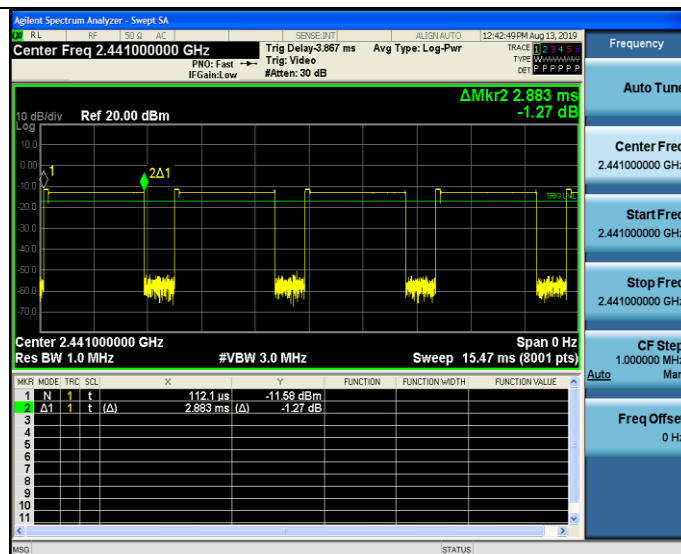 Agilent Spectrum Analyzer - Swept SA
RL RF 50 Ω AC SENSE:INT ALIGN AUTO 12:42:49 PM Aug 13, 2019
Center Freq 2.441000000 GHz
PNO: Fast
IFGain:Low
Trig Delay-3.867 ms
Trig: Video
#Atten: 30 dB
Avg Type: Log-Pwr
TRACE 1 2 3 4 5 6
TYPE W
DET P P P P P P
ΔMkr2 2.883 ms
-1.27 dB
10 dB/div Ref 20.00 dBm
Log
10.0
0.00
-10.0
-20.0
-30.0
-40.0
-50.0
-60.0
-70.0
1
2Δ1
TRIG LVL
Center 2.441000000 GHz Span 0 Hz
Res BW 1.0 MHz #VBW 3.0 MHz Sweep 15.47 ms (8001 pts)
MKR MODE TRC SCL X Y FUNCTION FUNCTION WIDTH FUNCTION VALUE
1 N 1 t 112.1 µs -11.58 dBm
2 Δ1 1 t (Δ) 2.883 ms (Δ) -1.27 dB
3
4
5
6
7
8
9
10
11
MSG STATUS
Frequency
Auto Tune
Center Freq
2.441000000 GHz
Start Freq
2.441000000 GHz
Stop Freq
2.441000000 GHz
CF Step
1.000000 MHz
Auto Man
Freq Offset
0 Hz